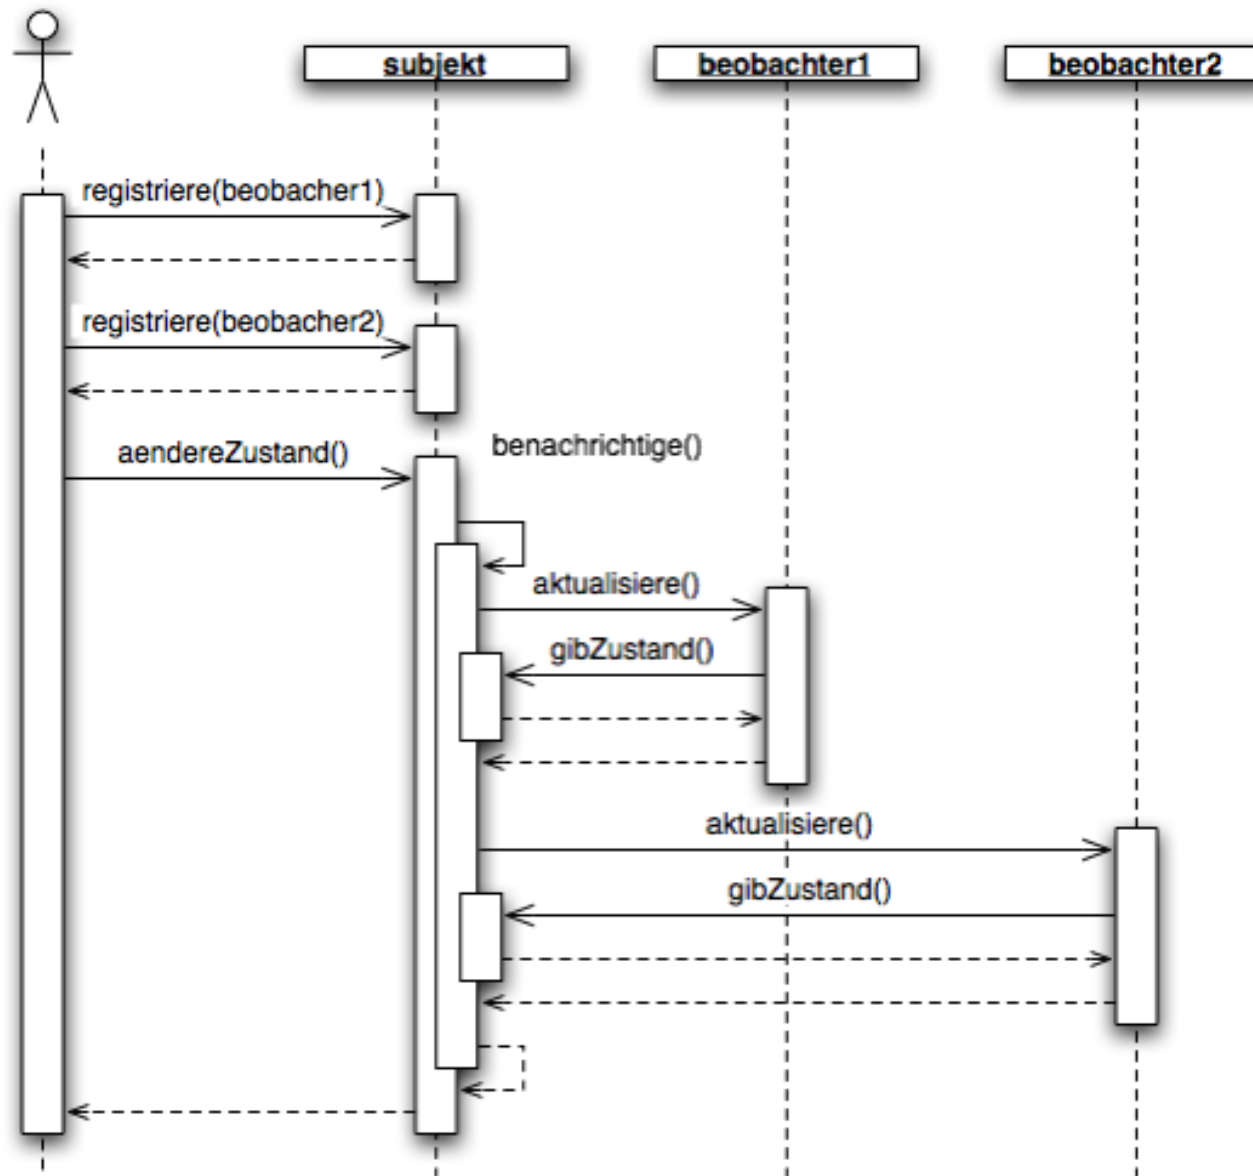 subjekt
beobachter1
beobachter2
registriere(beobacher1)
registriere(beobacher2)
aendereZustand()
benachrichtige()
aktualisiere()
gibZustand()
aktualisiere()
gibZustand()